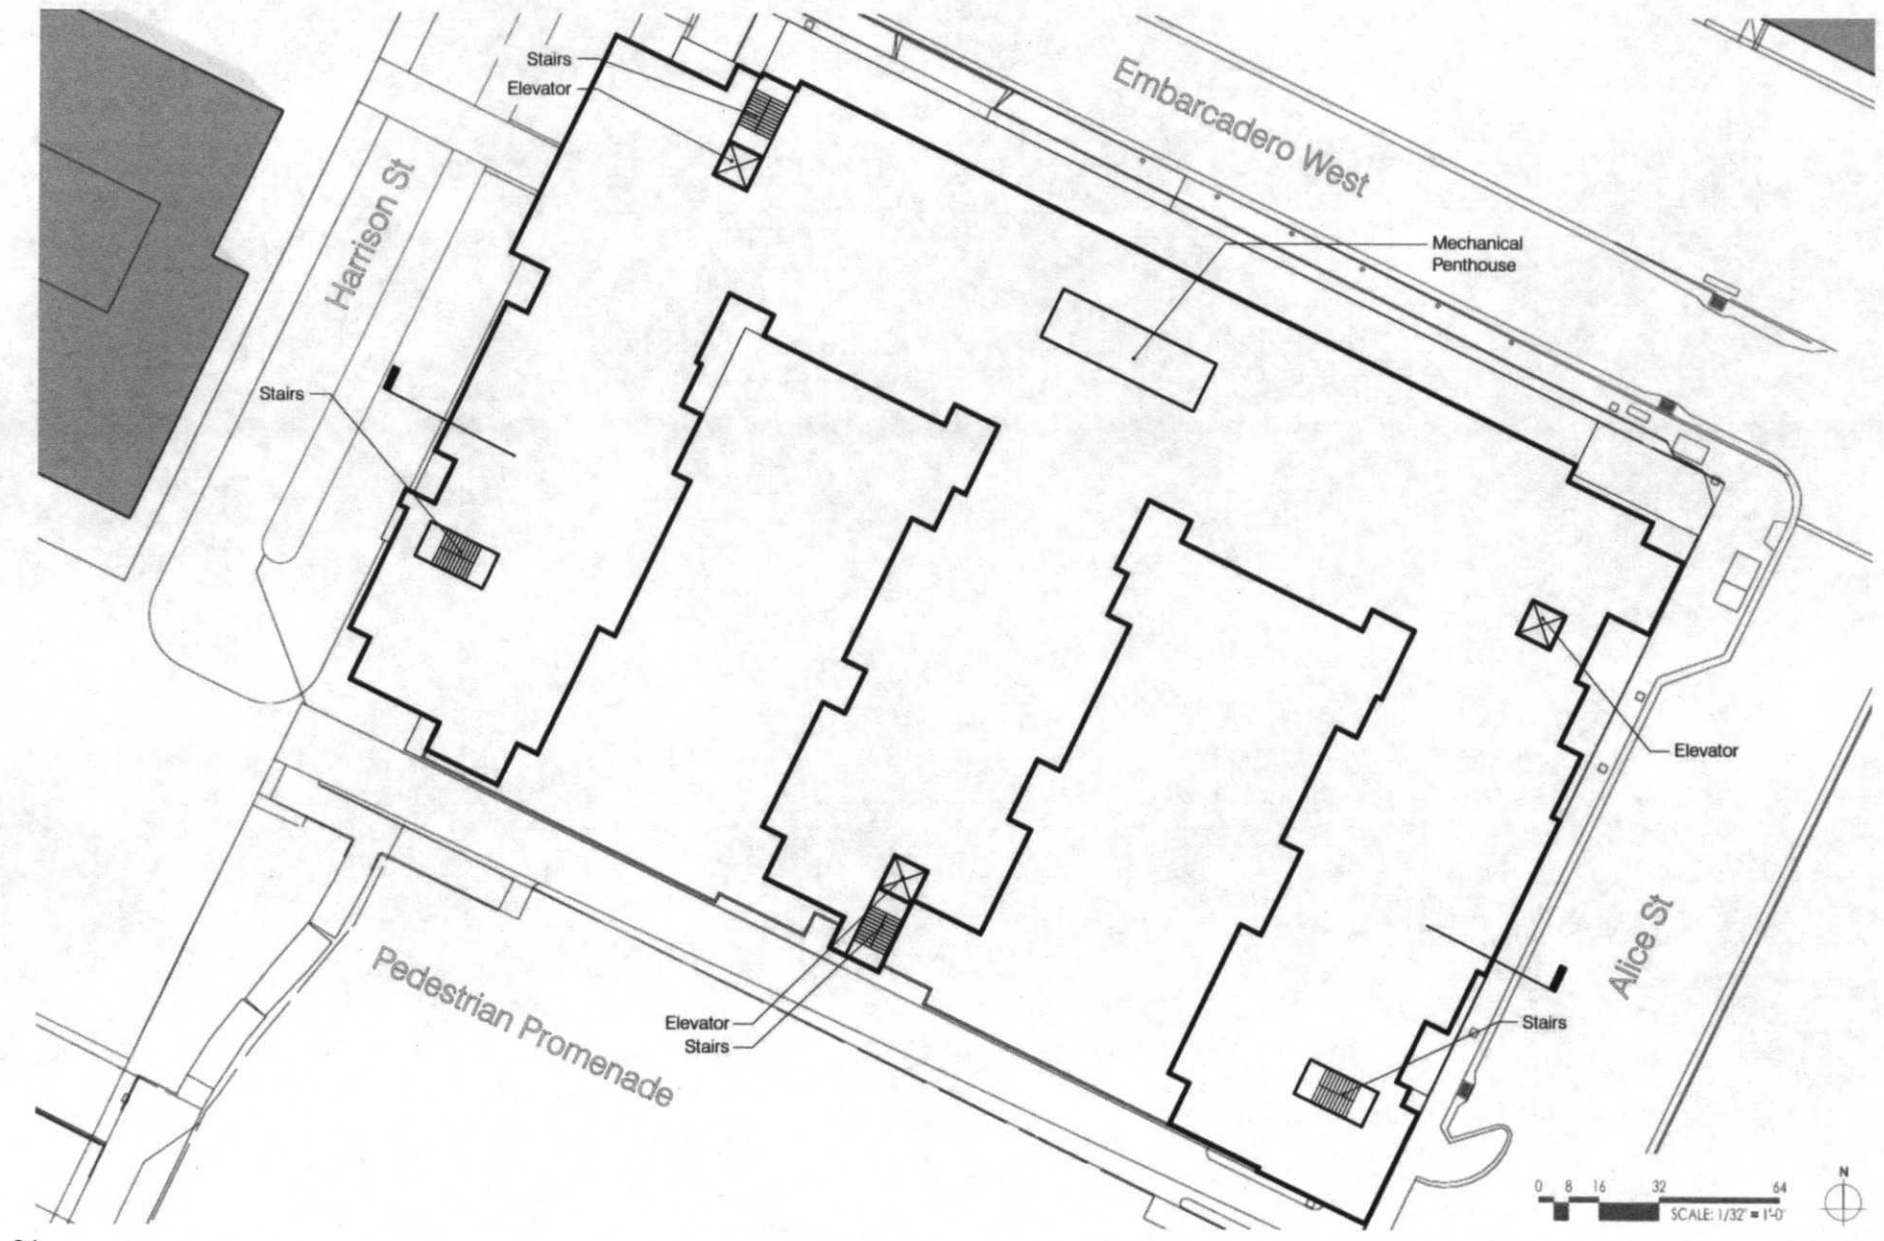 Stairs
Elevator
Embarcadero West
Harrison St
Mechanical
Penthouse
Stairs
Elevator
Alice St
Pedestrian Promenade
Elevator
Stairs
Stairs
N
0 8 16 32 64
SCALE: 1/32" = 1'-0"